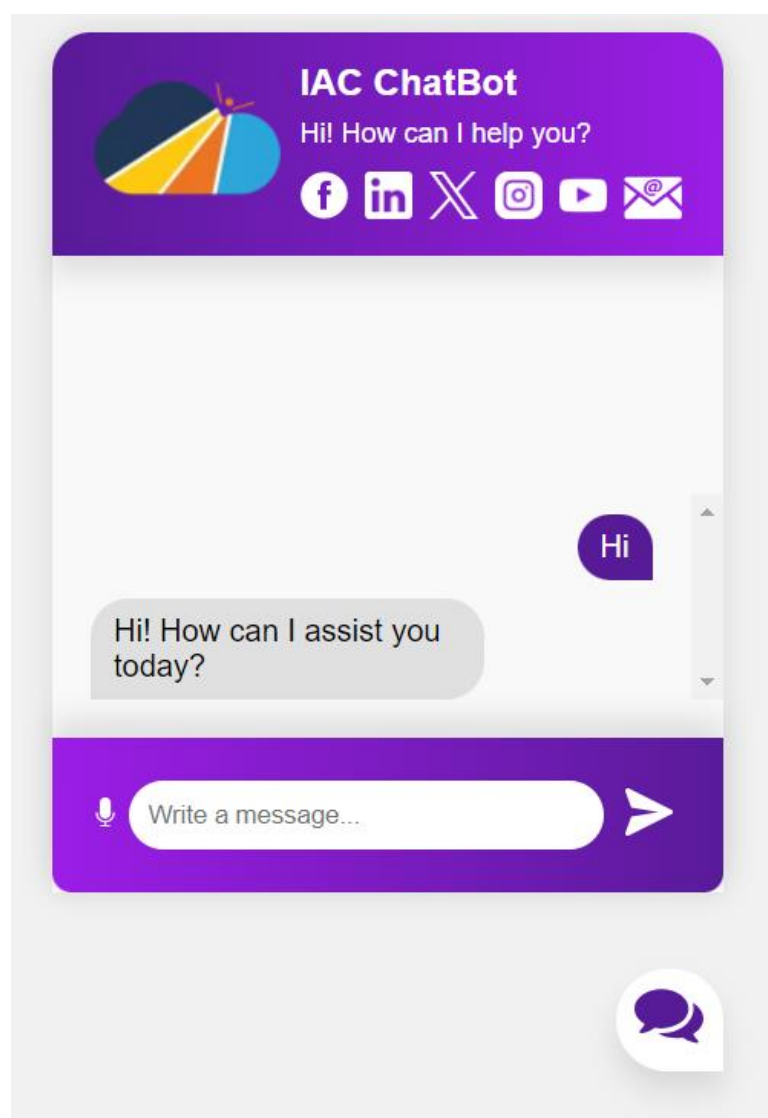 IAC ChatBot
Hi! How can I help you?
Hi
Hi! How can I assist you
today?
Write a message...